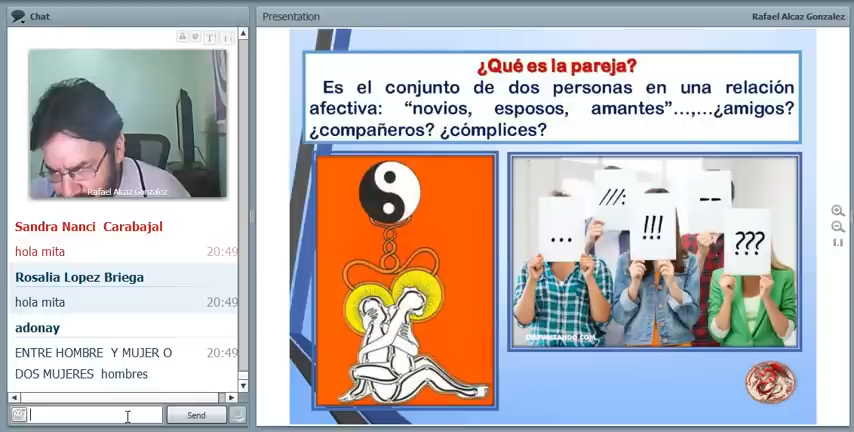 Chat
Presentation
Rafael Alcaz Gonzalez
Rafael Alcaz Gonzalez
Sandra Nanci Carabajal
hola mita 20:49
Rosalia Lopez Briega
hola mita 20:49
adonay
ENTRE HOMBRE Y MUJER O 20:49
DOS MUJERES hombres
Send
¿Qué es la pareja?
Es el conjunto de dos personas en una relación
afectiva: “novios, esposos, amantes”...,...¿amigos?
¿compañeros? ¿cómplices?
...
///:
!!!
--
???